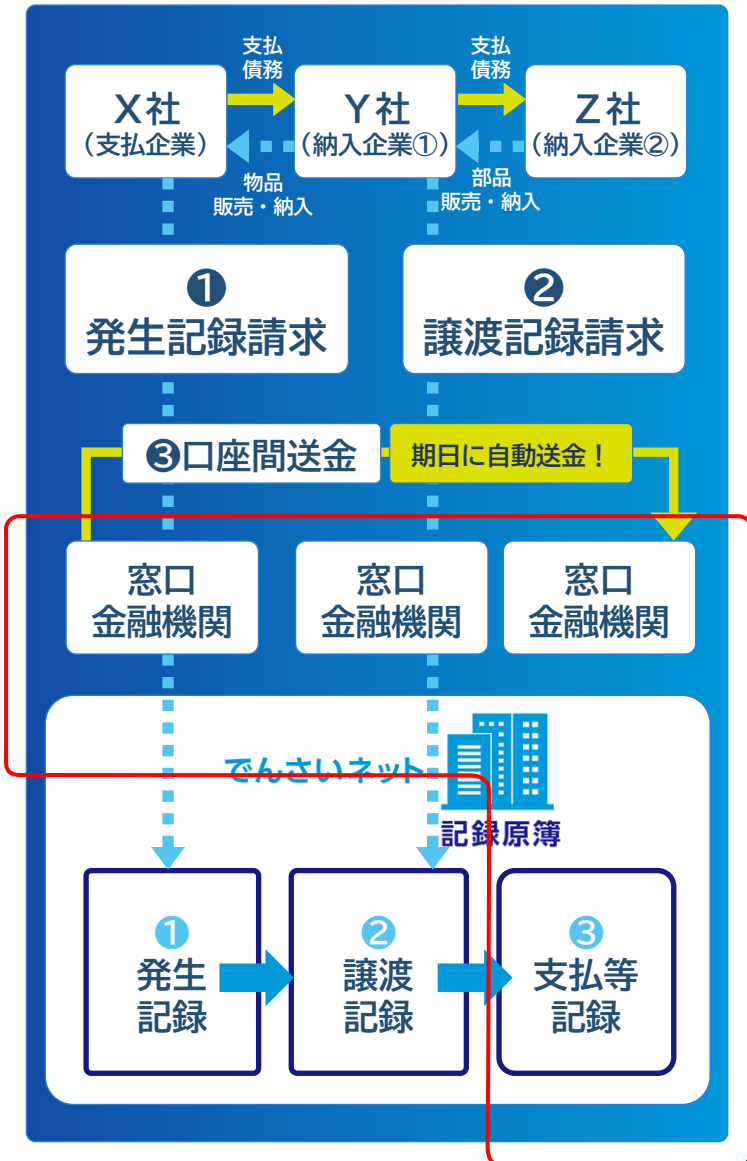 支払
債務
支払
債務
X社
(支払企業)
Y社
(納入企業①)
Z社
(納入企業②)
物品
販売・納入
部品
販売・納入
❶
発生記録請求
❷
譲渡記録請求
❸口座間送金
期日に自動送金！
窓口
金融機関
窓口
金融機関
窓口
金融機関
でんさいネット
記録原簿
❶
発生
記録
❷
譲渡
記録
❸
支払等
記録